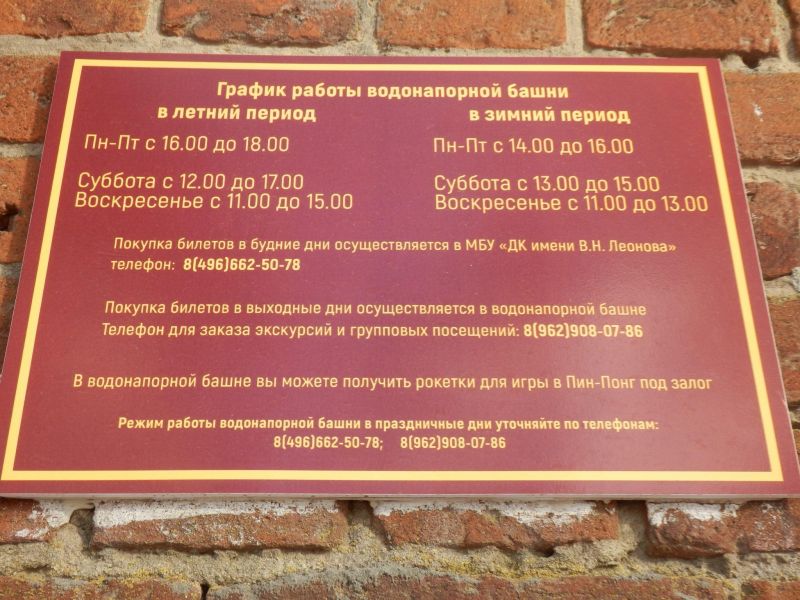 График работы водонапорной башни
в летний период
в зимний период
Пн-Пт с 16.00 до 18.00
Пн-Пт с 14.00 до 16.00
Суббота с 12.00 до 17.00
Суббота с 13.00 до 15.00
Воскресенье с 11.00 до 15.00
Воскресенье с 11.00 до 13.00
Покупка билетов в будние дни осуществляется в МБУ «ДК имени В.Н. Леонова»
телефон: 8(496)662-50-78
Покупка билетов в выходные дни осуществляется в водонапорной башне
Телефон для заказа экскурсий и групповых посещений: 8(962)908-07-86
В водонапорной башне вы можете получить рокетки для игры в Пин-Понг под залог
Режим работы водонапорной башни в праздничные дни уточняйте по телефонам:
8(496)662-50-78; 8(962)908-07-86